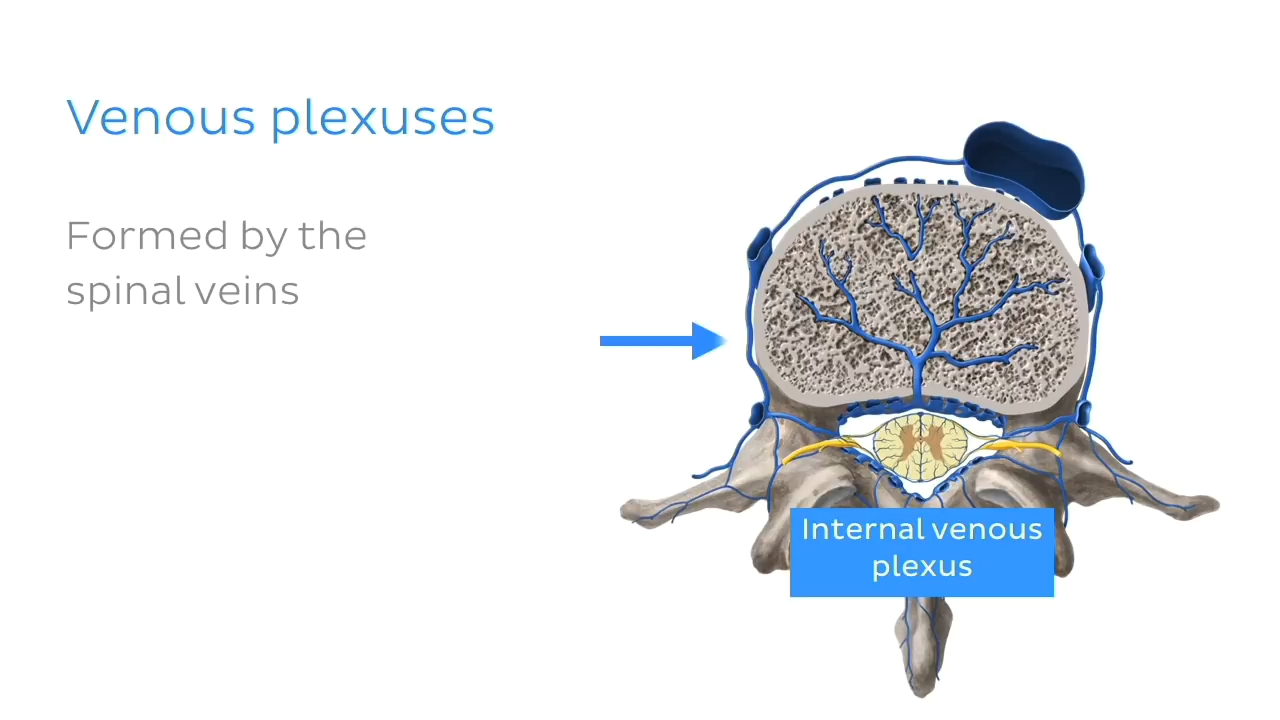 Venous plexuses
Formed by the
spinal veins
Internal venous
plexus